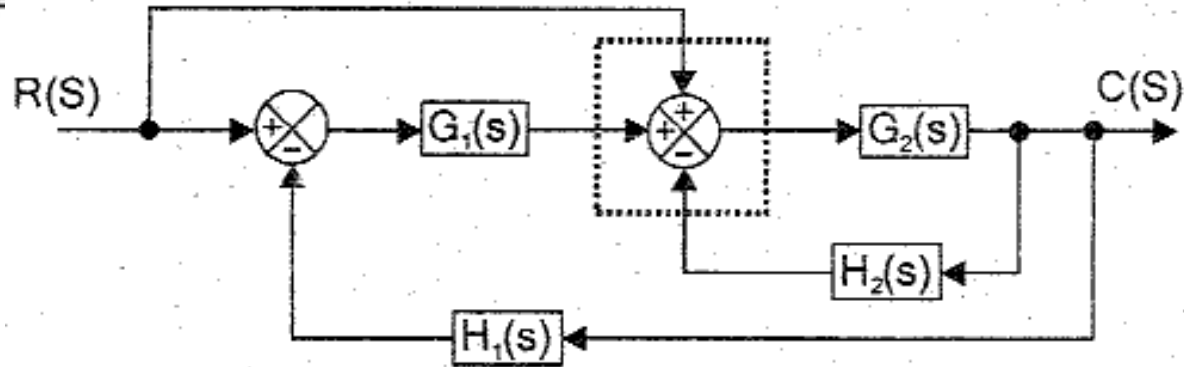 R(S)
C(S)
+
+
+
+
G₁(s)
G₂(s)
−
−
H₂(s)
H₁(s)